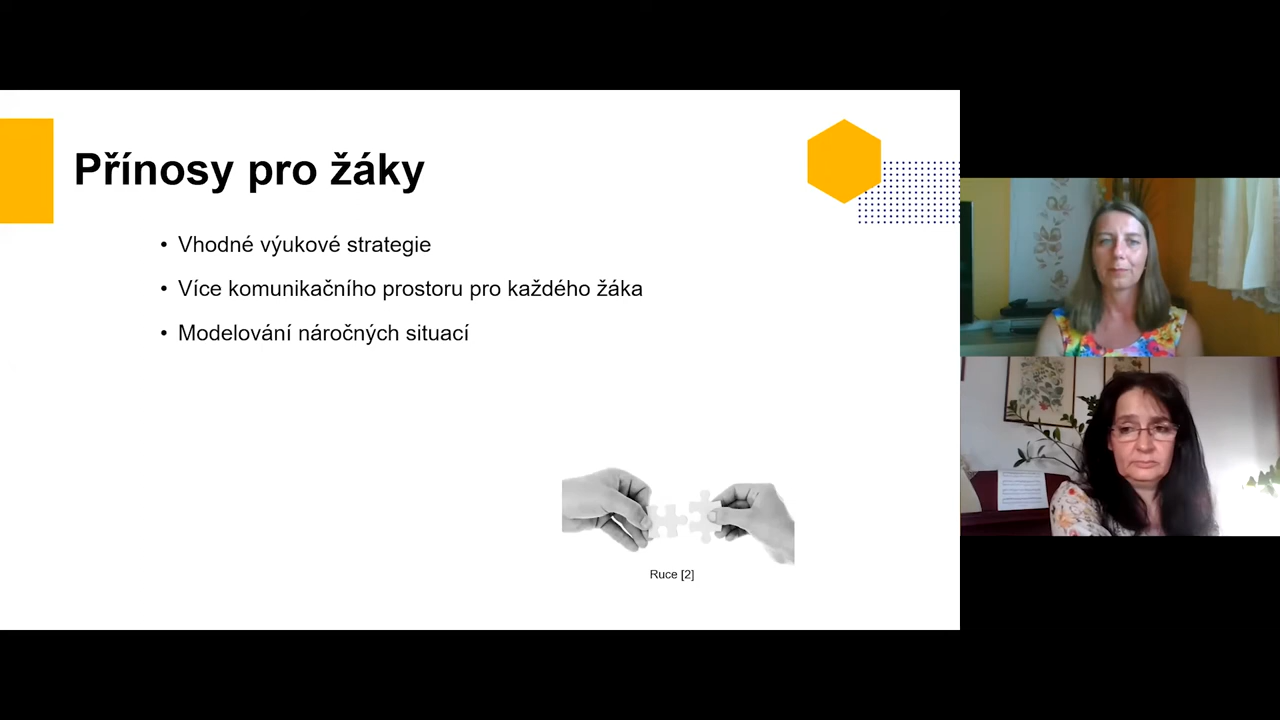 Přínosy pro žáky
• Vhodné výukové strategie
• Více komunikačního prostoru pro každého žáka
• Modelování náročných situací
Ruce [2]